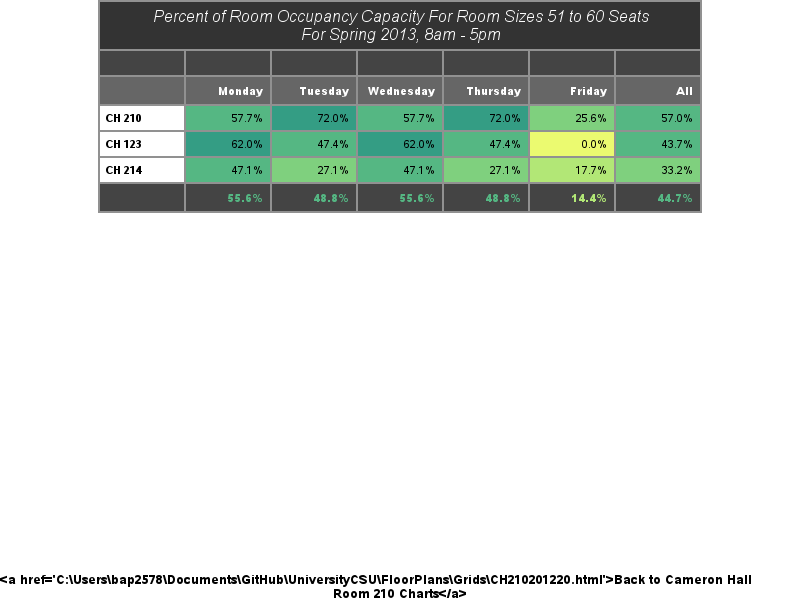 Percent of Room Occupancy Capacity For Room Sizes 51 to 60 Seats
For Spring 2013, 8am - 5pm
Monday Tuesday Wednesday Thursday Friday All
CH 210 57.7% 72.0% 57.7% 72.0% 25.6% 57.0%
CH 123 62.0% 47.4% 62.0% 47.4% 0.0% 43.7%
CH 214 47.1% 27.1% 47.1% 27.1% 17.7% 33.2%
55.6% 48.8% 55.6% 48.8% 14.4% 44.7%
<a href='C:\Users\bap2578\Documents\GitHub\UniversityCSU\FloorPlans\Grids\CH210201220.html'>Back to Cameron Hall
Room 210 Charts</a>